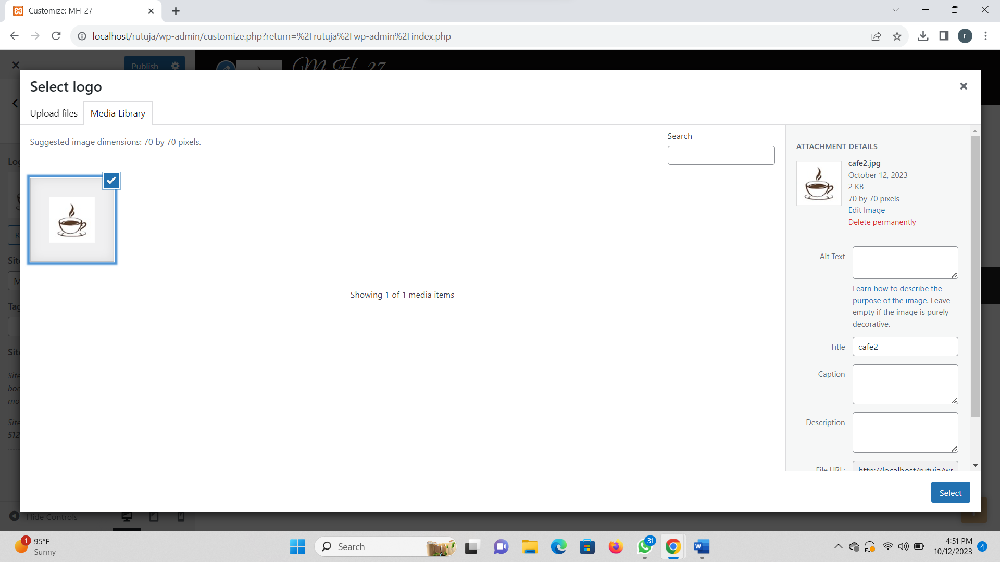 Customize: MH-27
localhost/rutuja/wp-admin/customize.php?return=%2Frutuja%2Fwp-admin%2Findex.php
r
Publish
MH-27
Select logo
Upload files
Media Library
Suggested image dimensions: 70 by 70 pixels.
Search
Showing 1 of 1 media items
ATTACHMENT DETAILS
cafe2.jpg
October 12, 2023
2 KB
70 by 70 pixels
Edit Image
Delete permanently
Alt Text
Learn how to describe the
purpose of the image. Leave
empty if the image is purely
decorative.
Title
cafe2
Caption
Description
File URL:
http://localhost/rutuja/wp
Select
512
Hide Controls
1
95°F
Sunny
Search
31
W
4:51 PM
10/12/2023
4